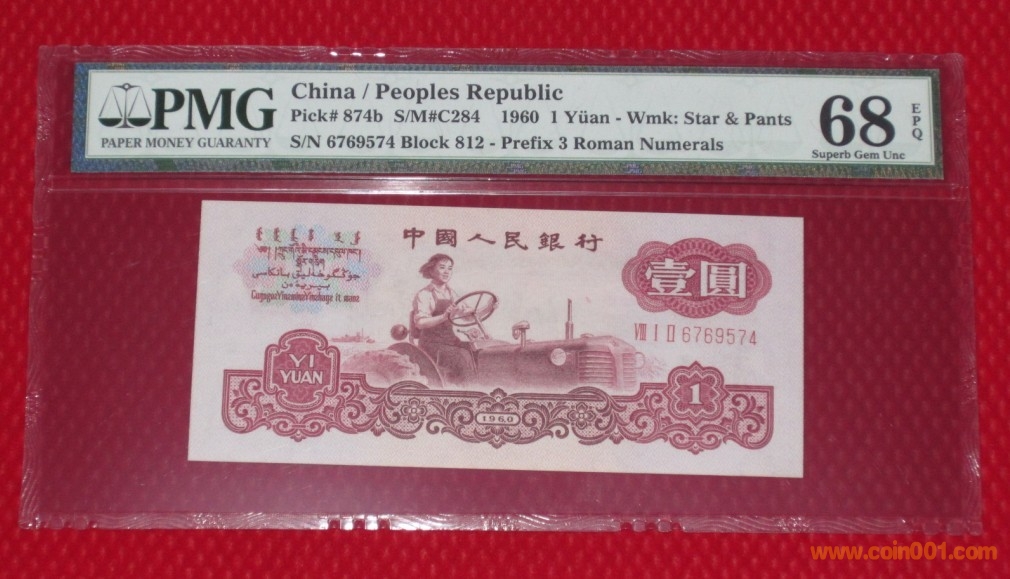 China / Peoples Republic
PMG
PAPER MONEY GUARANTY
Pick# 874b S/M#C284 1960 1 Yüan - Wmk: Star & Pants
S/N 6769574 Block 812 - Prefix 3 Roman Numerals
68
EPQ
Superb Gem Unc
中國人民銀行
壹圓
VIII I II 6769574
YI
YUAN
1960
1
www.coin001.com